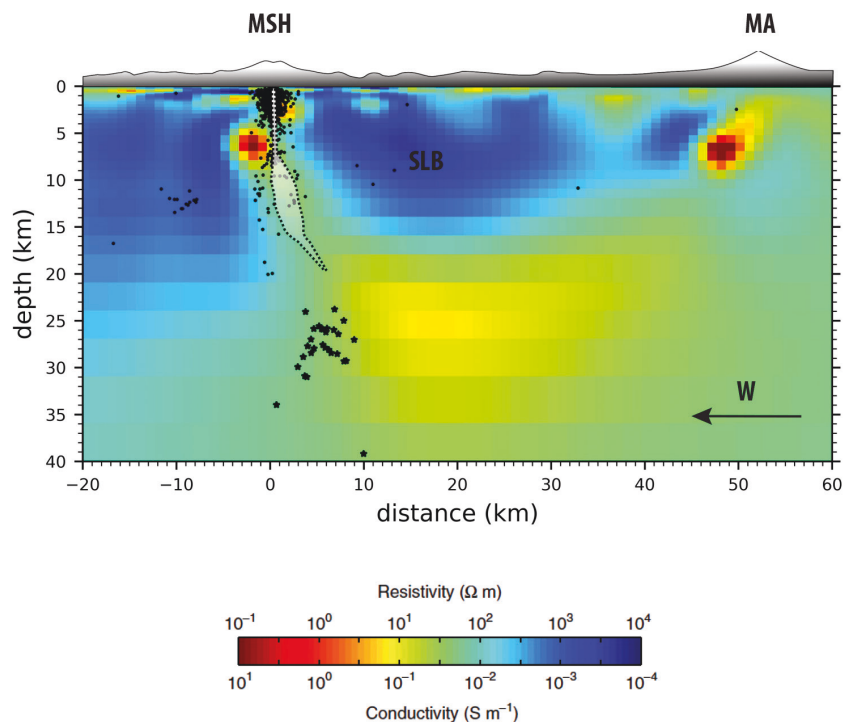 MSH MA
0
5
10
15
20
25
30
35
40
depth (km)
SLB
W
−20 −10 0 10 20 30 40 50 60
distance (km)
Resistivity (Ω m)
10⁻¹ 10⁰ 10¹ 10² 10³ 10⁴
10¹ 10⁰ 10⁻¹ 10⁻² 10⁻³ 10⁻⁴
Conductivity (S m⁻¹)